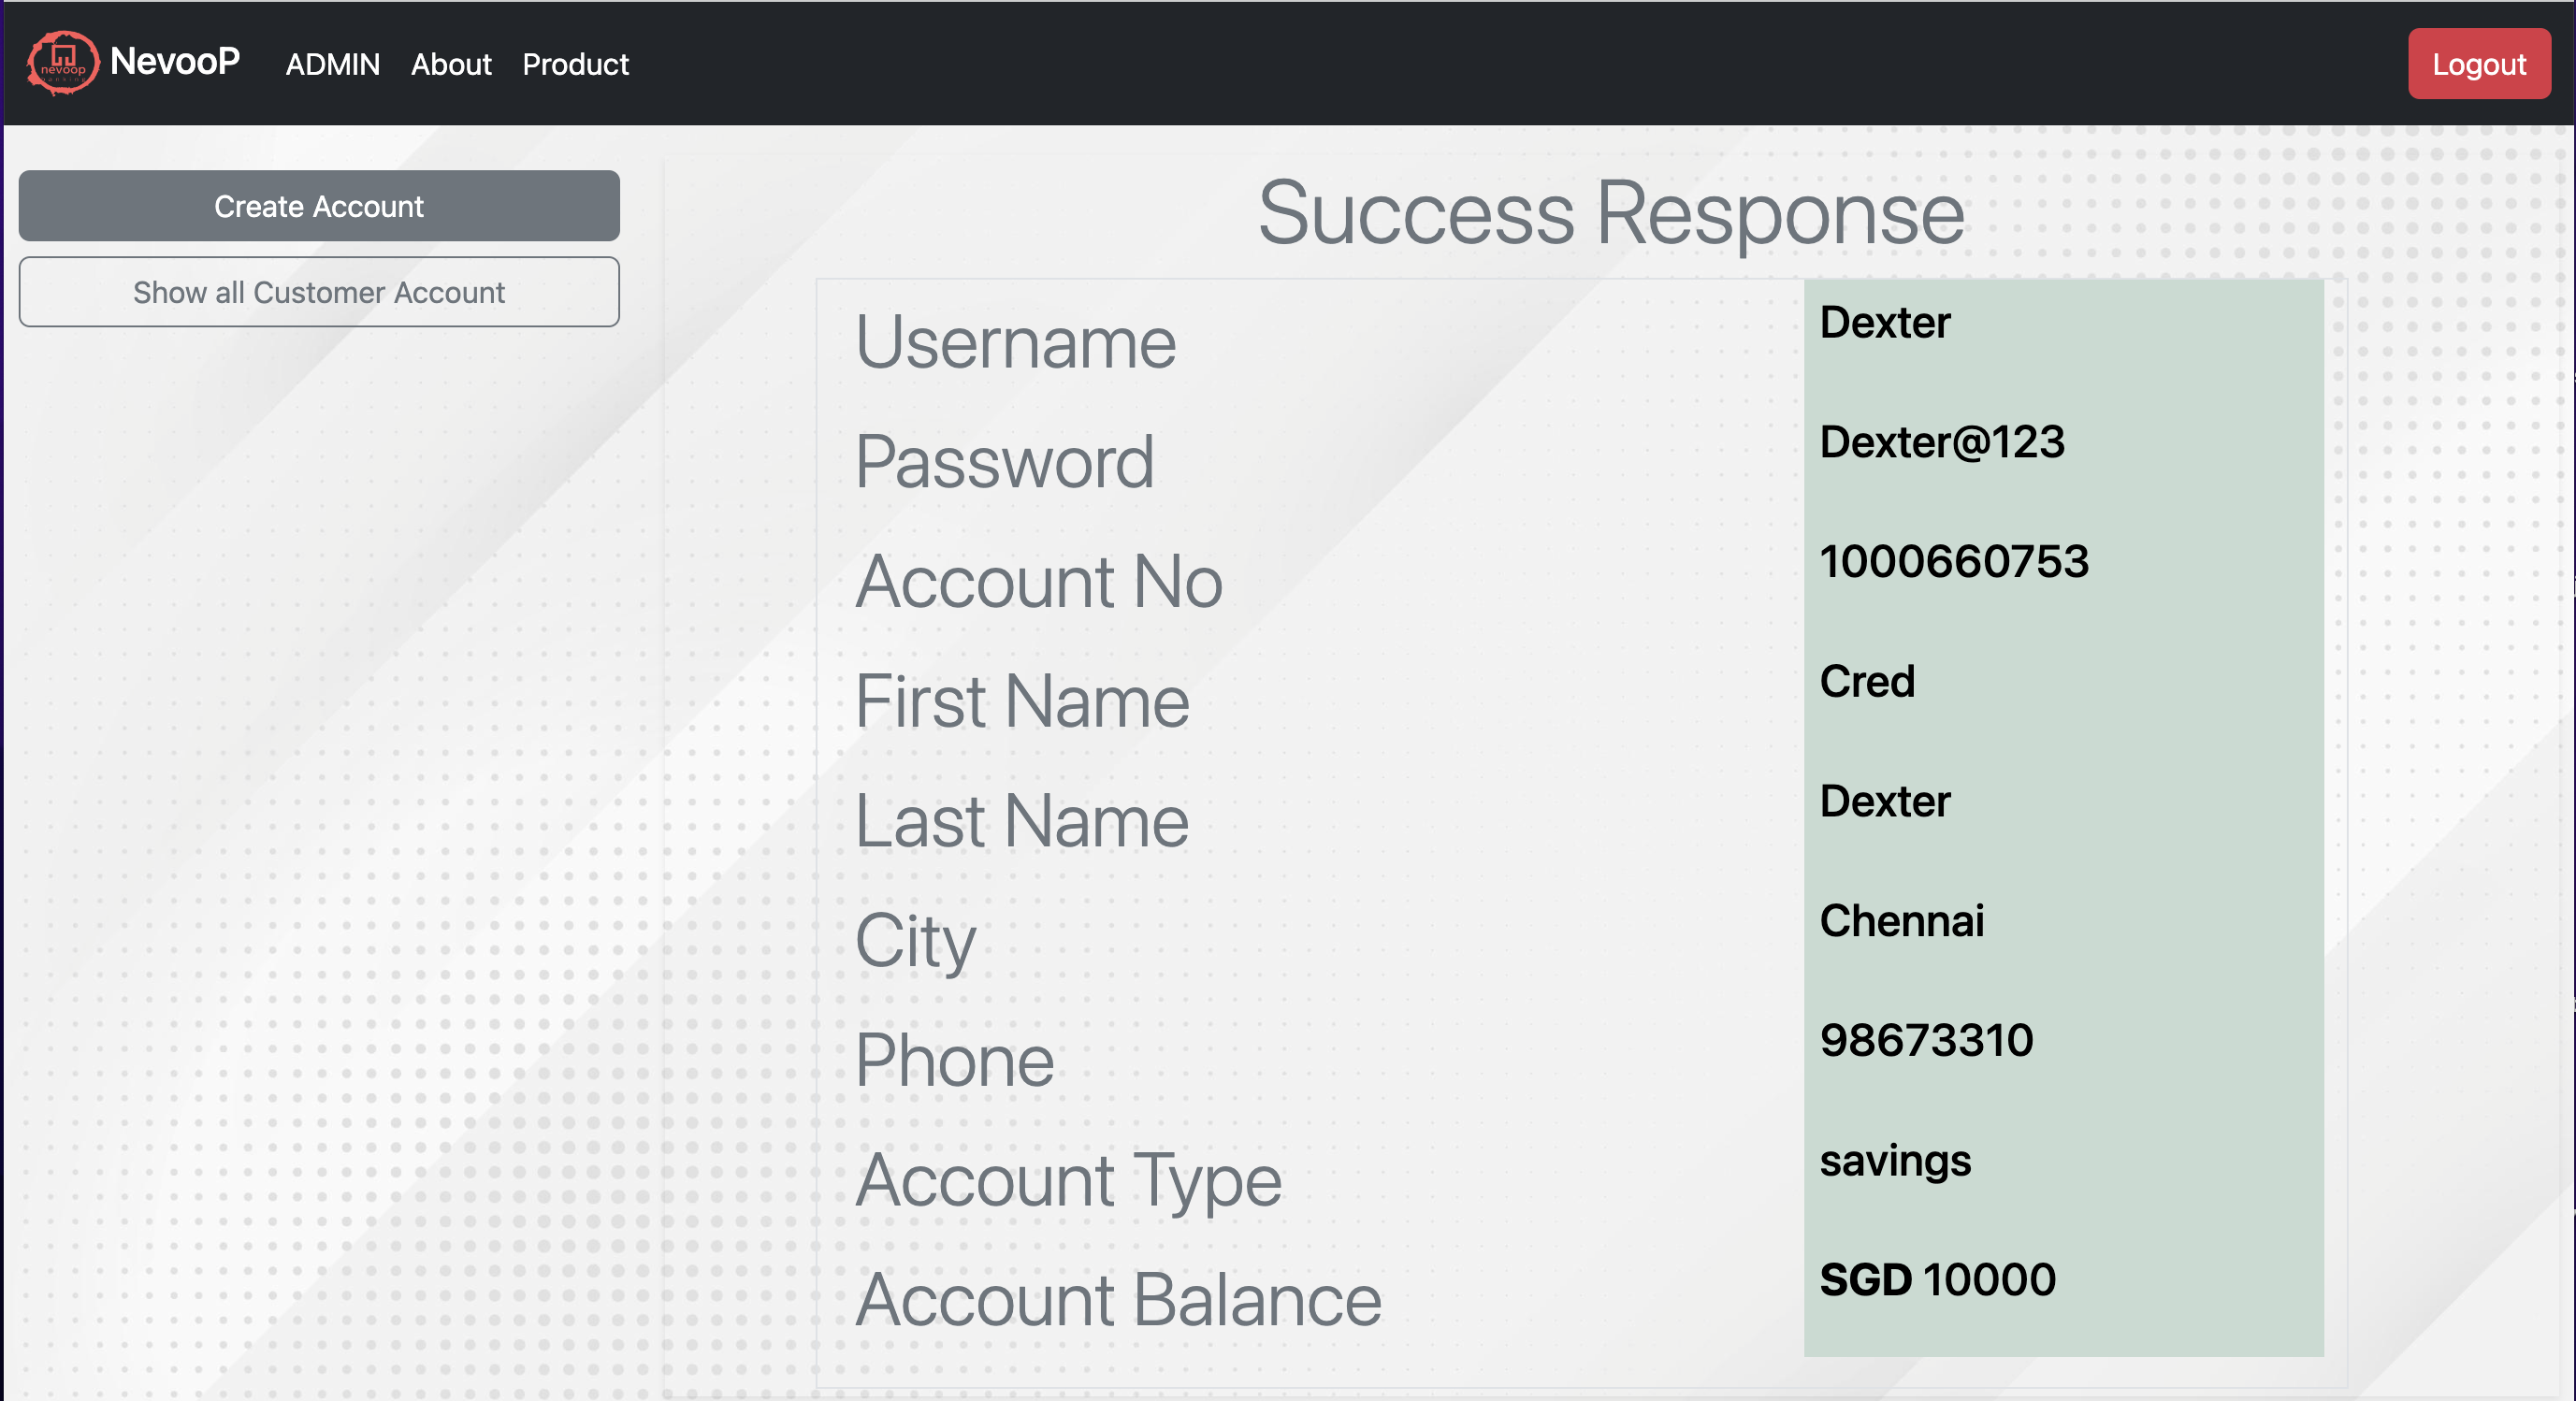 nevoop
NevooP ADMIN About Product Logout
Create Account
Show all Customer Account
Success Response
Username Dexter
Password Dexter@123
Account No 1000660753
First Name Cred
Last Name Dexter
City Chennai
Phone 98673310
Account Type savings
Account Balance SGD 10000